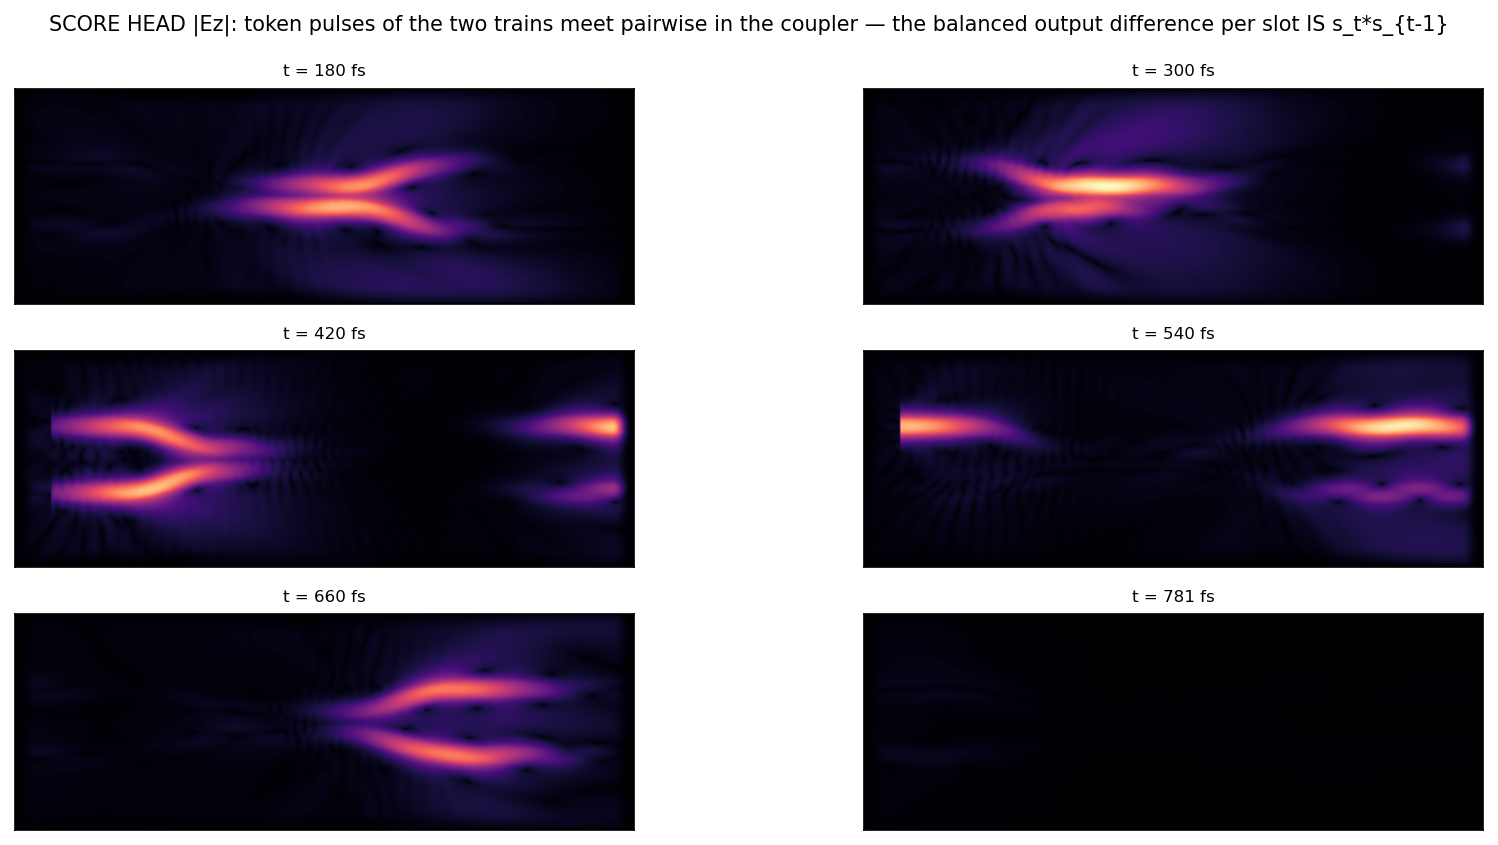 SCORE HEAD |Ez|: token pulses of the two trains meet pairwise in the coupler — the balanced output difference per slot IS s_t*s_{t-1}
t = 180 fs
t = 300 fs
t = 420 fs
t = 540 fs
t = 660 fs
t = 781 fs